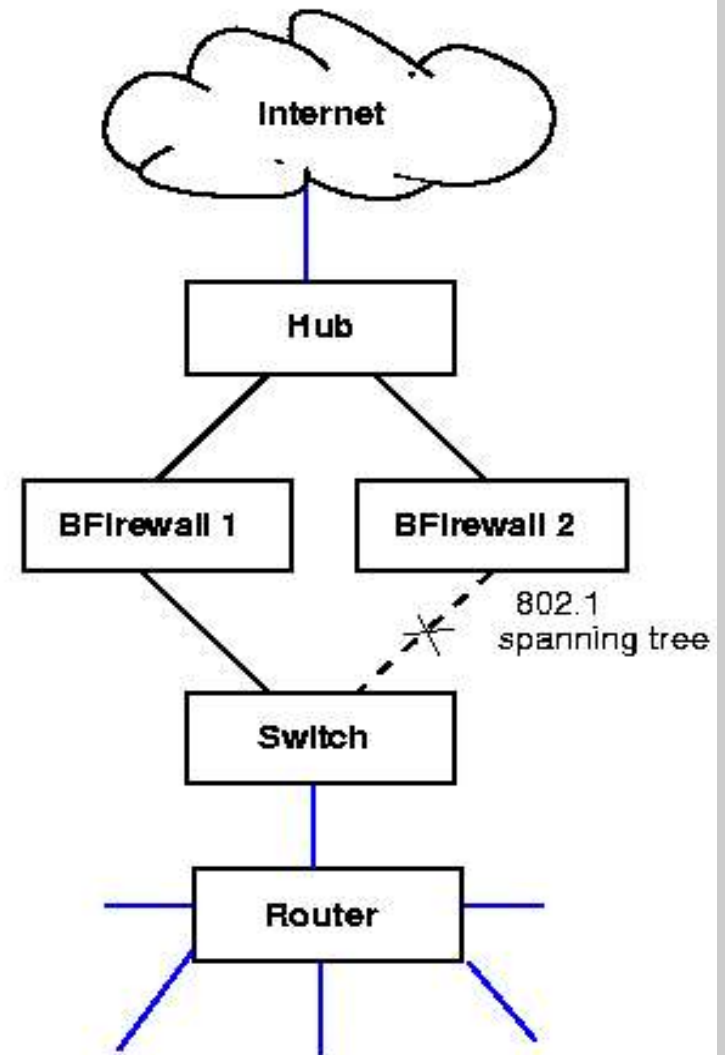 Internet
Hub
BFirewall 1
BFirewall 2
802.1
spanning tree
Switch
Router